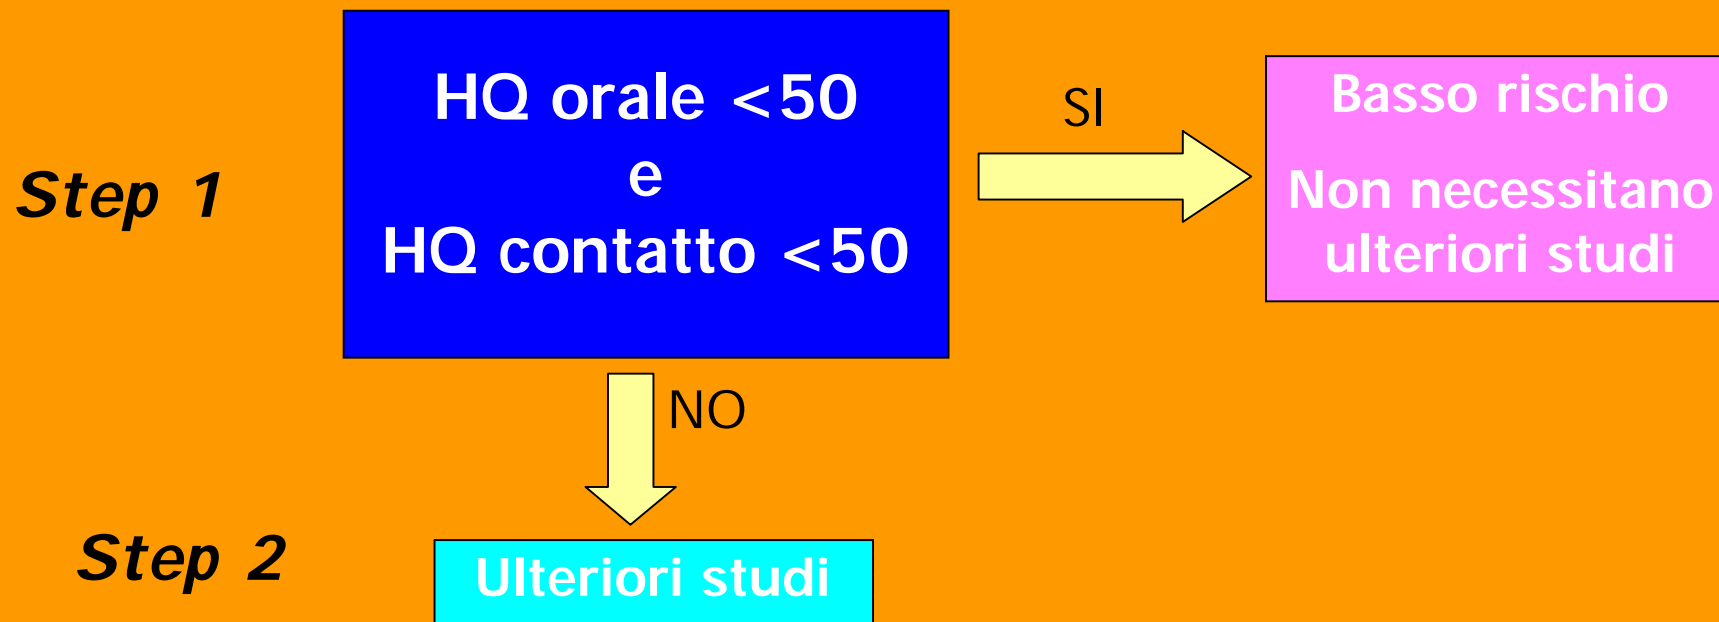 Step 1
HQ orale <50
e
HQ contatto <50
SI
Basso rischio
Non necessitano
ulteriori studi
NO
Step 2
Ulteriori studi